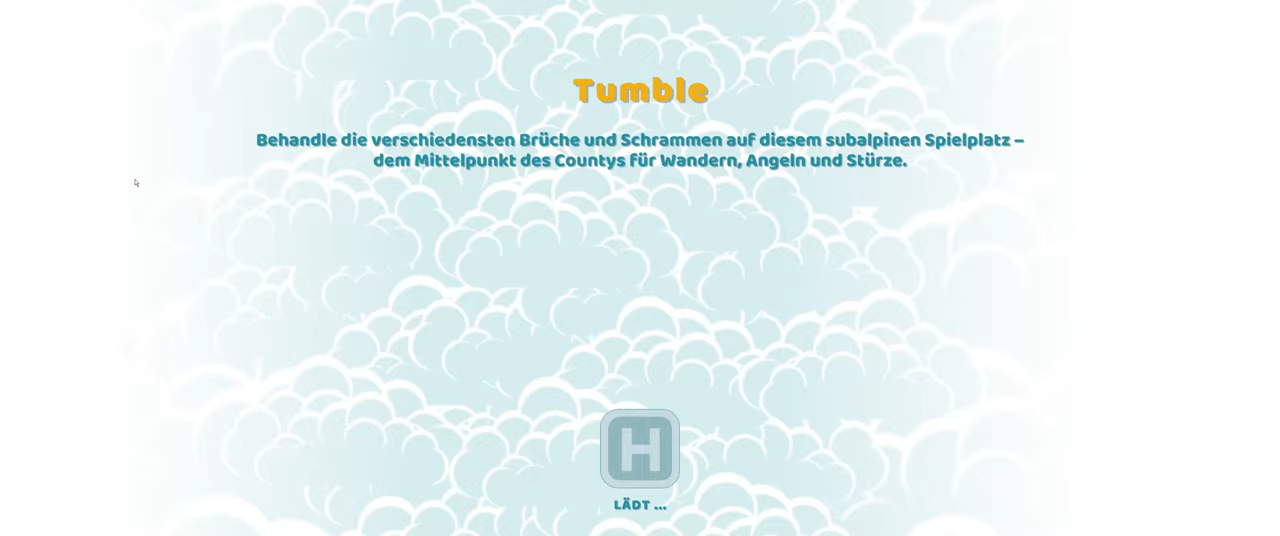 Tumble
Behandle die verschiedensten Brüche und Schrammen auf diesem subalpinen Spielplatz –
dem Mittelpunkt des Countys für Wandern, Angeln und Stürze.
H
LÄDT ...